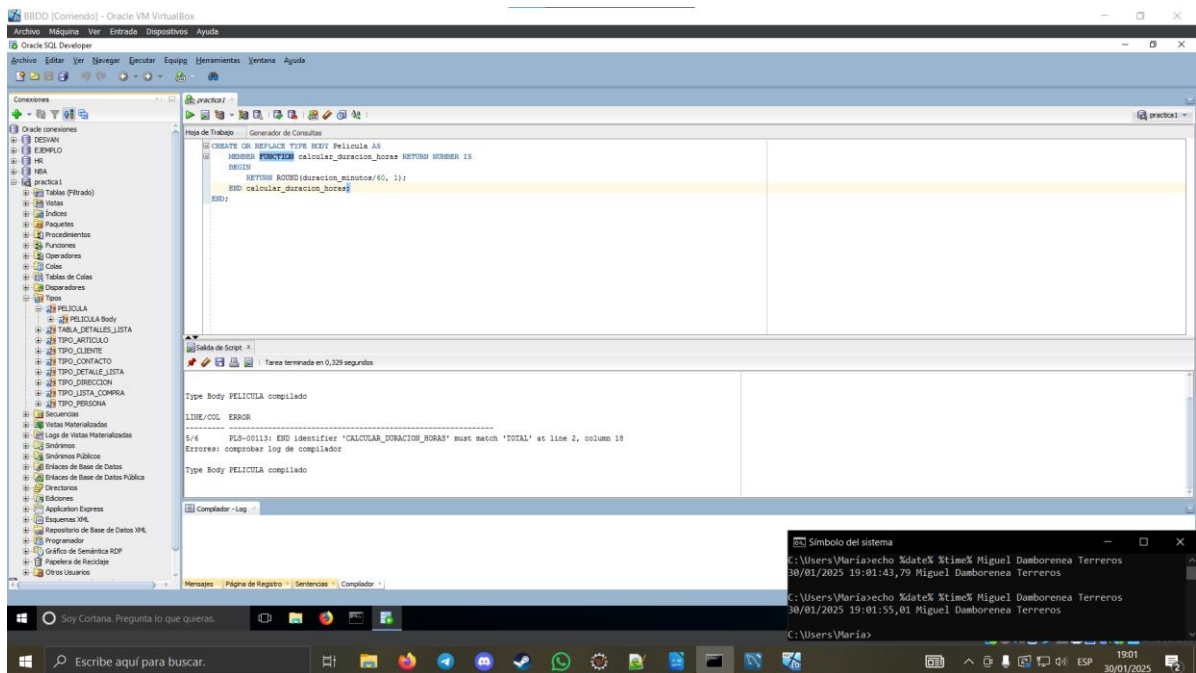 BBDD [Corriendo] - Oracle VM VirtualBox
Archivo Máquina Ver Entrada Dispositivos Ayuda
Oracle SQL Developer
Archivo Editar Ver Navegar Ejecutar Equipo Herramientas Ventana Ayuda
Conexiones
Oracle conexiones
DESVAN
EJEMPLO
HR
NBA
practica1
Tablas (Filtrado)
Vistas
Índices
Paquetes
Procedimientos
Funciones
Operadores
Colas
Tablas de Colas
Disparadores
Tipos
PELICULA
PELICULA Body
TABLA_DETALLES_LISTA
TIPO_ARTICULO
TIPO_CLIENTE
TIPO_CONTACTO
TIPO_DETALLE_LISTA
TIPO_DIRECCION
TIPO_LISTA_COMPRA
TIPO_PERSONA
Secuencias
Vistas Materializadas
Logs de Vistas Materializadas
Sinónimos
Sinónimos Públicos
Enlaces de Base de Datos
Enlaces de Base de Datos Pública
Directorios
Ediciones
Application Express
Esquemas XML
Repositorio de Base de Datos XML
Programador
Gráfico de Semántica RDF
Papelera de Reciclaje
Otros Usuarios
practica1
practica1
Hoja de Trabajo Generador de Consultas
CREATE OR REPLACE TYPE BODY Pelicula AS
MEMBER FUNCTION calcular_duracion_horas RETURN NUMBER IS
BEGIN
RETURN ROUND(duracion_minutos/60, 1);
END calcular_duracion_horas;
END;
Salida de Script
Tarea terminada en 0,329 segundos
Type Body PELICULA compilado
LINE/COL ERROR
--------- -------------------------------------------------------------
5/6 PLS-00113: END identifier 'CALCULAR_DURACION_HORAS' must match 'TOTAL' at line 2, column 18
Errores: comprobar log de compilador
Type Body PELICULA compilado
Compilador - Log
Mensajes Página de Registro Sentencias Compilador
Símbolo del sistema
C:\Users\María>echo %date% %time% Miguel Damborenea Terreros
30/01/2025 19:01:43,79 Miguel Damborenea Terreros
C:\Users\María>echo %date% %time% Miguel Damborenea Terreros
30/01/2025 19:01:55,01 Miguel Damborenea Terreros
C:\Users\María>
Soy Cortana. Pregunta lo que quieras.
Escribe aquí para buscar.
ESP
19:01
30/01/2025